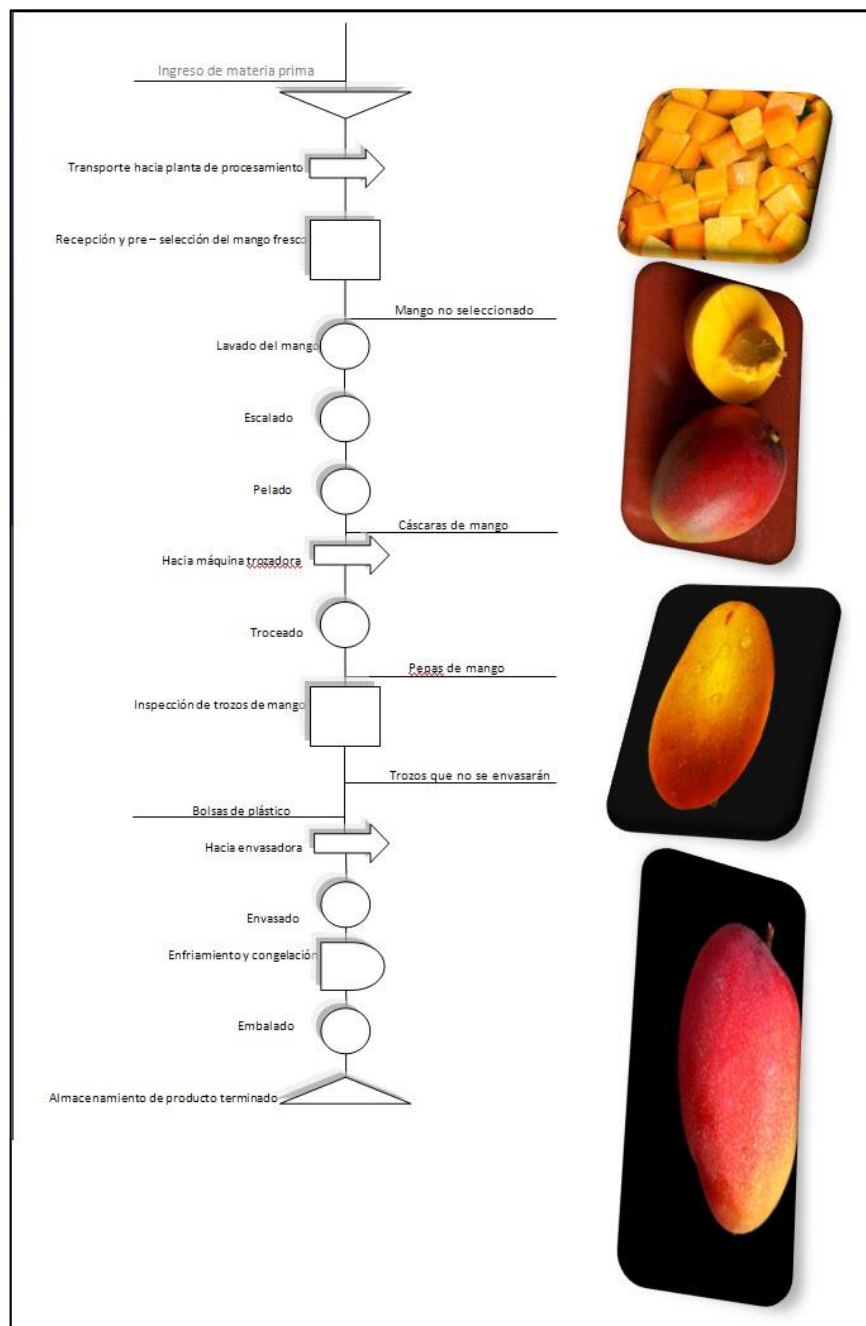 Ingreso de materia prima
Transporte hacia planta de procesamiento
Recepción y pre – selección del mango fresco
Mango no seleccionado
Lavado del mango
Escalado
Pelado
Cáscaras de mango
Hacia máquina trozadora
Troceado
Pepas de mango
Inspección de trozos de mango
Trozos que no se envasarán
Bolsas de plástico
Hacia envasadora
Envasado
Enfriamiento y congelación
Embalado
Almacenamiento de producto terminado